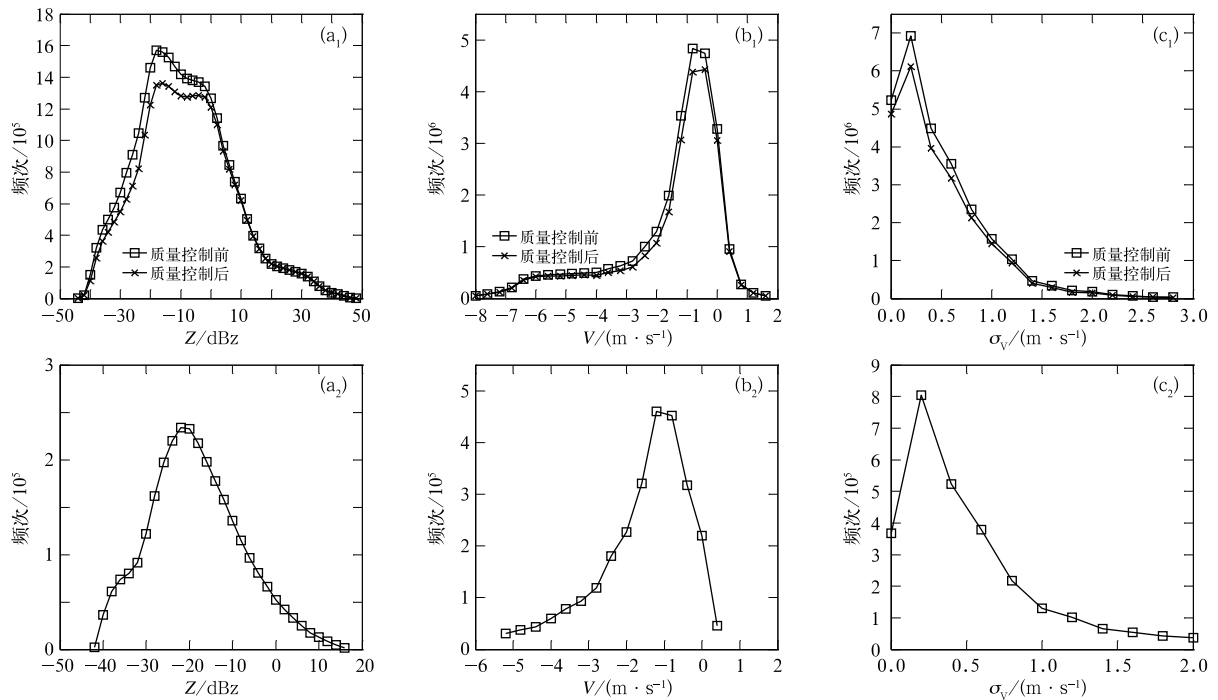 (a₁)
18
16
14
12
10
8
6
4
2
0
频次/10⁵
质量控制前
质量控制后
−50 −30 −10 10 30 50
Z/dBz
(b₁)
5
4
3
2
1
0
频次/10⁶
质量控制前
质量控制后
−8 −7 −6 −5 −4 −3 −2 −1 0 1 2
V/(m·s⁻¹)
(c₁)
7
6
5
4
3
2
1
0
频次/10⁶
质量控制前
质量控制后
0.0 0.5 1.0 1.5 2.0 2.5 3.0
σV/(m·s⁻¹)
(a₂)
3
2
1
0
频次/10⁵
−50 −40 −30 −20 −10 0 10 20
Z/dBz
(b₂)
5
4
3
2
1
0
频次/10⁵
−6 −5 −4 −3 −2 −1 0 1 2
V/(m·s⁻¹)
(c₂)
9
8
7
6
5
4
3
2
1
0
频次/10⁵
0.0 0.5 1.0 1.5 2.0
σV/(m·s⁻¹)